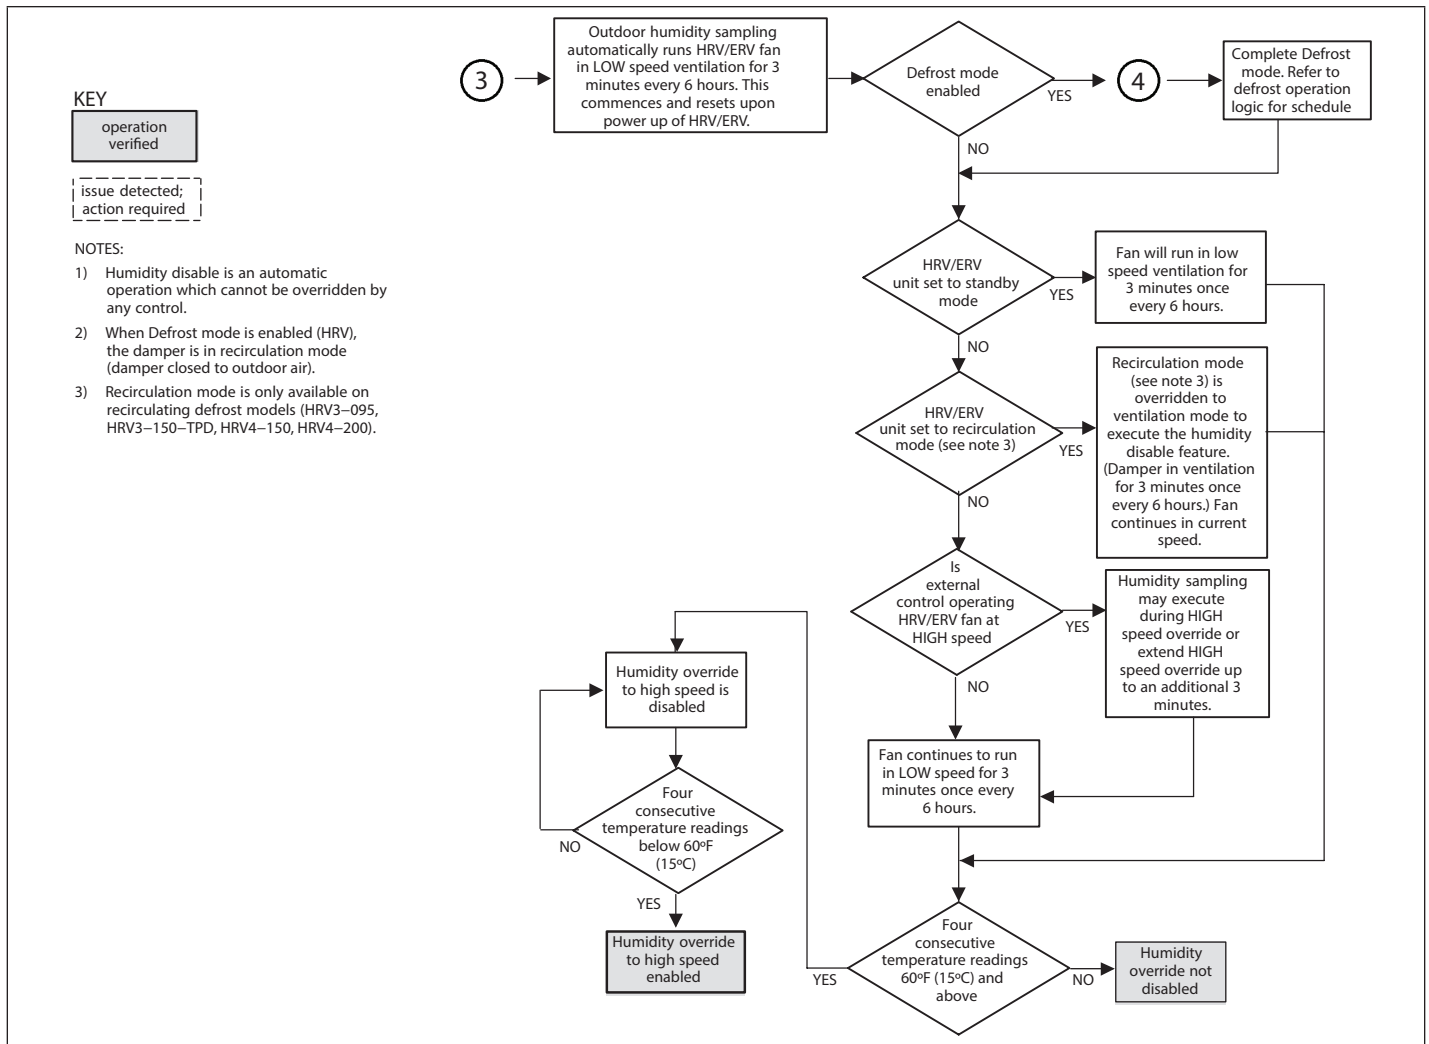 KEY
operation
verified
issue detected;
action required
NOTES:
1) Humidity disable is an automatic
operation which cannot be overridden by
any control.
2) When Defrost mode is enabled (HRV),
the damper is in recirculation mode
(damper closed to outdoor air).
3) Recirculation mode is only available on
recirculating defrost models (HRV3−095,
HRV3−150−TPD, HRV4−150, HRV4−200).
3
Outdoor humidity sampling
automatically runs HRV/ERV fan
in LOW speed ventilation for 3
minutes every 6 hours. This
commences and resets upon
power up of HRV/ERV.
Defrost mode
enabled
YES
4
Complete Defrost
mode. Refer to
defrost operation
logic for schedule
NO
HRV/ERV
unit set to standby
mode
YES
Fan will run in low
speed ventilation for
3 minutes once
every 6 hours.
NO
HRV/ERV
unit set to recirculation
mode (see note 3)
YES
Recirculation mode
(see note 3) is
overridden to
ventilation mode to
execute the humidity
disable feature.
(Damper in ventilation
for 3 minutes once
every 6 hours.) Fan
continues in current
speed.
NO
Is
external
control operating
HRV/ERV fan at
HIGH speed
YES
Humidity sampling
may execute
during HIGH
speed override or
extend HIGH
speed override up
to an additional 3
minutes.
NO
Fan continues to run
in LOW speed for 3
minutes once every
6 hours.
Four
consecutive
temperature readings
60ºF (15ºC) and
above
NO
Humidity
override not
disabled
YES
Humidity override
to high speed is
disabled
Four
consecutive
temperature readings
below 60ºF
(15ºC)
NO
YES
Humidity override
to high speed
enabled